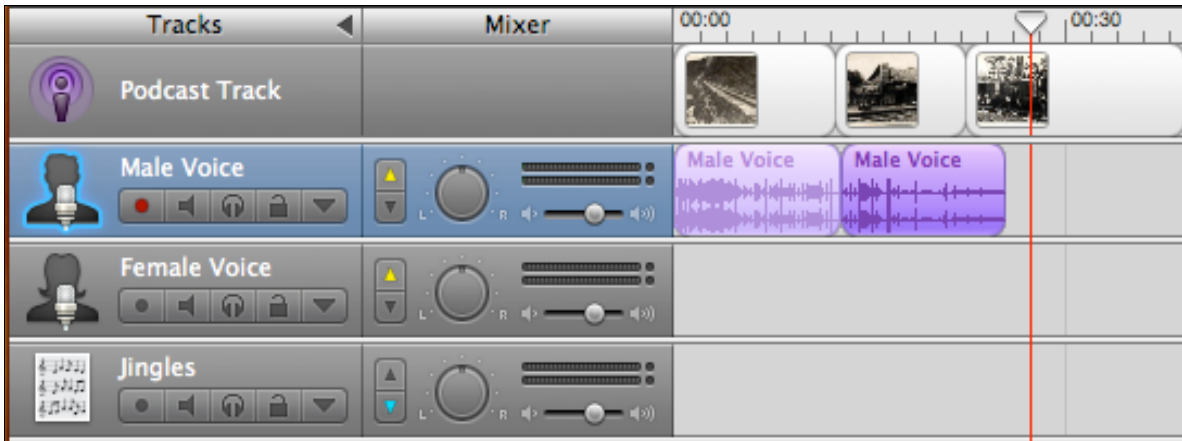 Tracks Mixer 00:00 00:30
Podcast Track
Male Voice Male Voice Male Voice
L R
Female Voice
L R
Jingles
L R